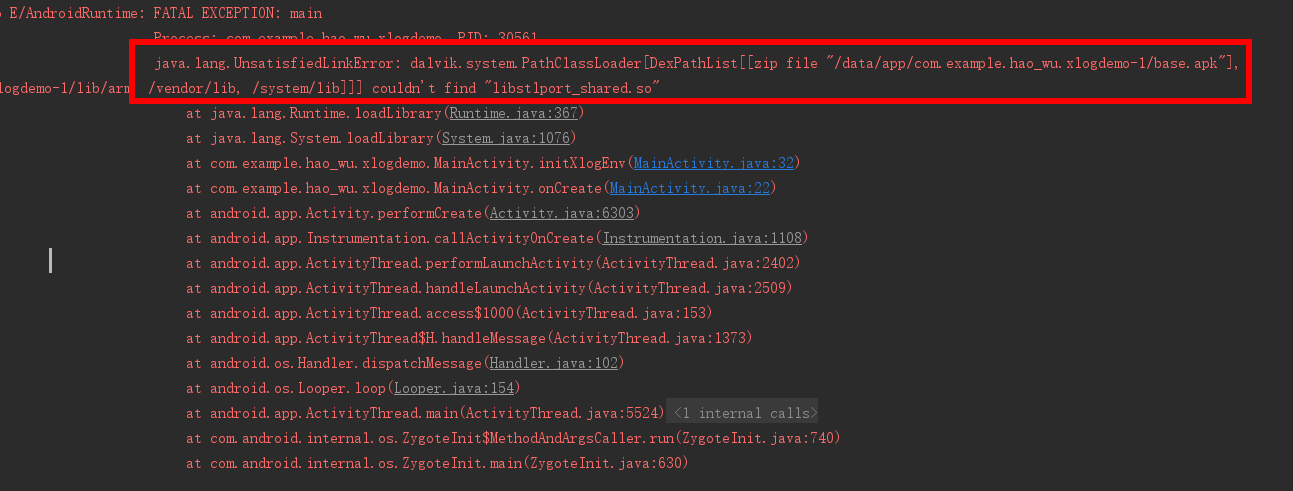 E/AndroidRuntime: FATAL EXCEPTION: main
Process: com.example.hao_wu.xlogdemo, PID: 30561
java.lang.UnsatisfiedLinkError: dalvik.system.PathClassLoader[DexPathList[[zip file "/data/app/com.example.hao_wu.xlogdemo-1/base.apk"],
logdemo-1/lib/arm /vendor/lib, /system/lib]]] couldn't find "libstlport_shared.so"
at java.lang.Runtime.loadLibrary(Runtime.java:367)
at java.lang.System.loadLibrary(System.java:1076)
at com.example.hao_wu.xlogdemo.MainActivity.initXlogEnv(MainActivity.java:32)
at com.example.hao_wu.xlogdemo.MainActivity.onCreate(MainActivity.java:22)
at android.app.Activity.performCreate(Activity.java:6303)
at android.app.Instrumentation.callActivityOnCreate(Instrumentation.java:1108)
at android.app.ActivityThread.performLaunchActivity(ActivityThread.java:2402)
at android.app.ActivityThread.handleLaunchActivity(ActivityThread.java:2509)
at android.app.ActivityThread.access$1000(ActivityThread.java:153)
at android.app.ActivityThread$H.handleMessage(ActivityThread.java:1373)
at android.os.Handler.dispatchMessage(Handler.java:102)
at android.os.Looper.loop(Looper.java:154)
at android.app.ActivityThread.main(ActivityThread.java:5524) <1 internal calls>
at com.android.internal.os.ZygoteInit$MethodAndArgsCaller.run(ZygoteInit.java:740)
at com.android.internal.os.ZygoteInit.main(ZygoteInit.java:630)